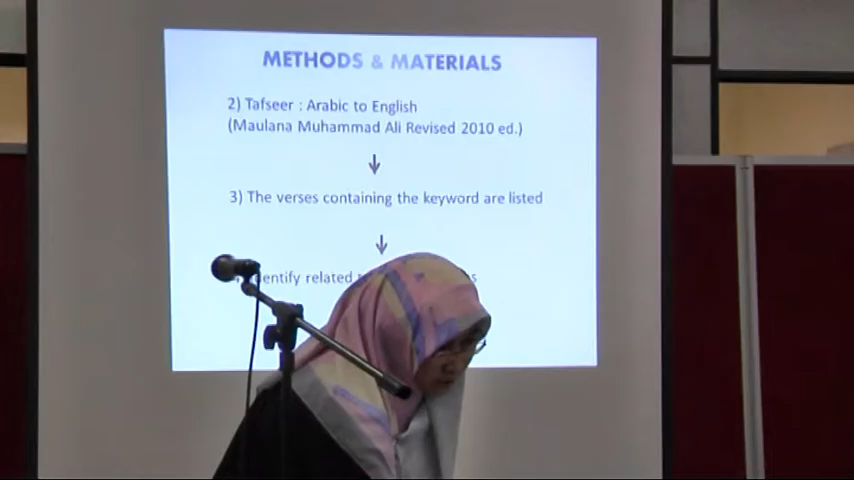 METHODS & MATERIALS
2) Tafseer : Arabic to English
(Maulana Muhammad Ali Revised 2010 ed.)
3) The verses containing the keyword are listed
related